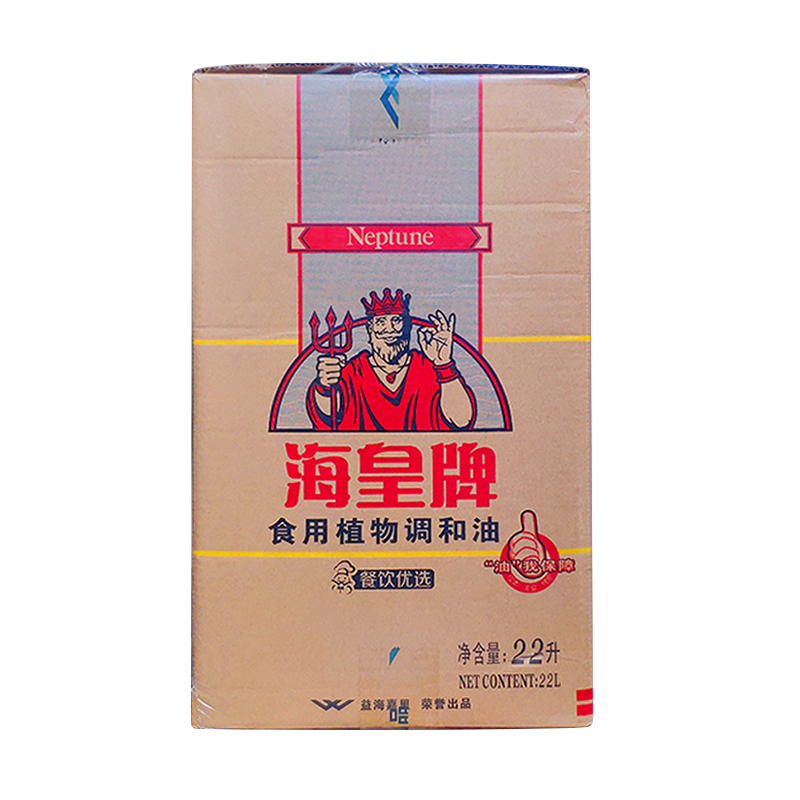 Neptune
海皇牌
食用植物调和油
“油”我保障
餐饮优选
净含量:22升
NET CONTENT:22L
益海嘉里 荣誉出品